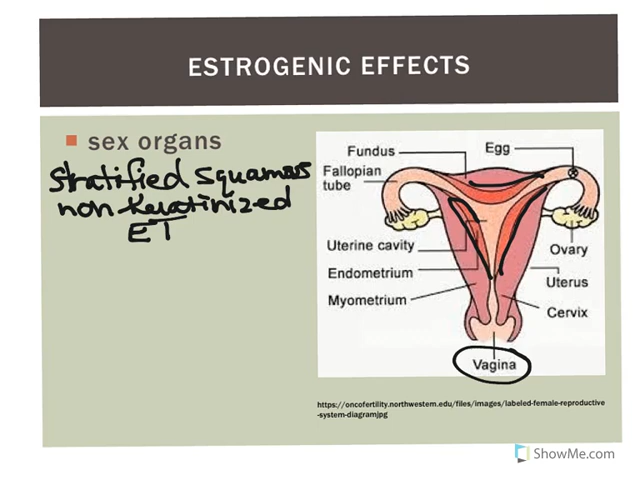 ESTROGENIC EFFECTS
sex organs
stratified squamous
non keratinized
ET
Fundus
Egg
Fallopian
tube
Uterine cavity
Endometrium
Myometrium
Ovary
Uterus
Cervix
Vagina
https://oncofertility.northwestern.edu/files/images/labeled-female-reproductive
-system-diagramjpg
ShowMe.com